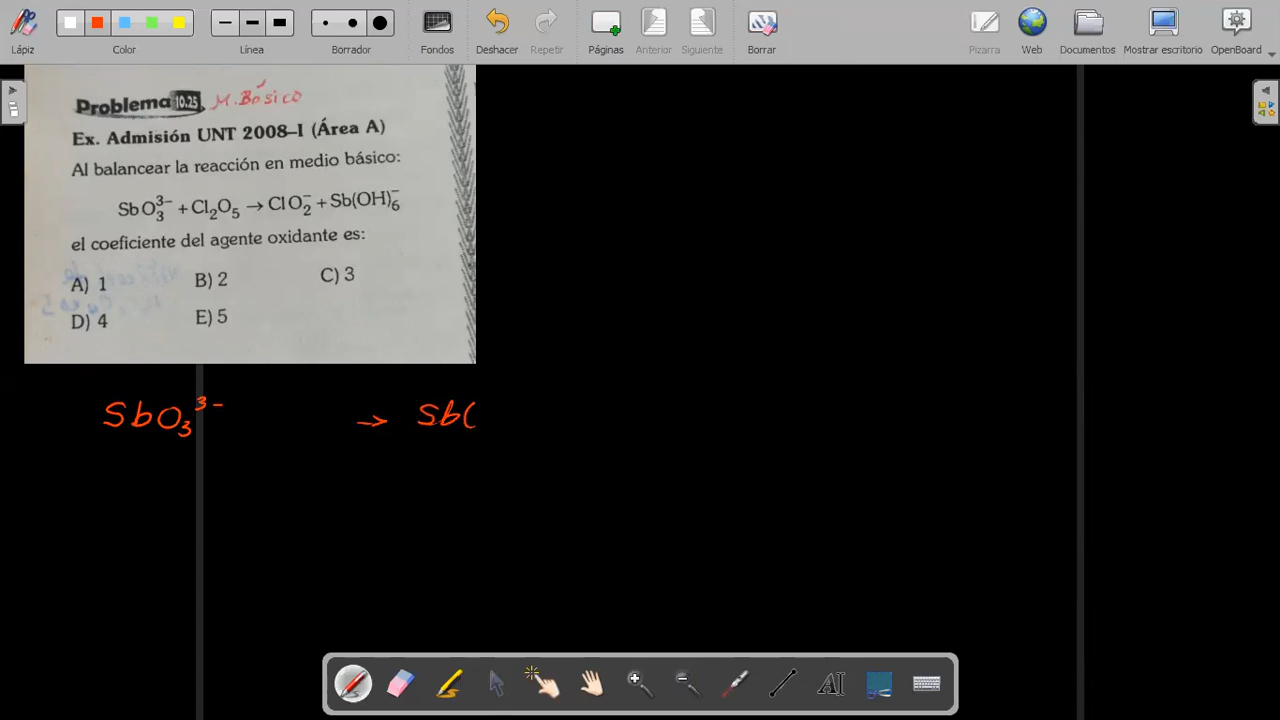 Lápiz
Color
Línea
Borrador
Fondos
Deshacer
Repetir
Páginas
Anterior
Siguiente
Borrar
Pizarra
Web
Documentos
Mostrar escritorio
OpenBoard
Problema 10.25 M. Básico
Ex. Admisión UNT 2008–I (Área A)
Al balancear la reacción en medio básico:
SbO₃³⁻ + Cl₂O₅ → ClO₂⁻ + Sb(OH)₆⁻
el coeficiente del agente oxidante es:
A) 1 B) 2 C) 3
D) 4 E) 5
SbO₃³⁻ → Sb(
AI